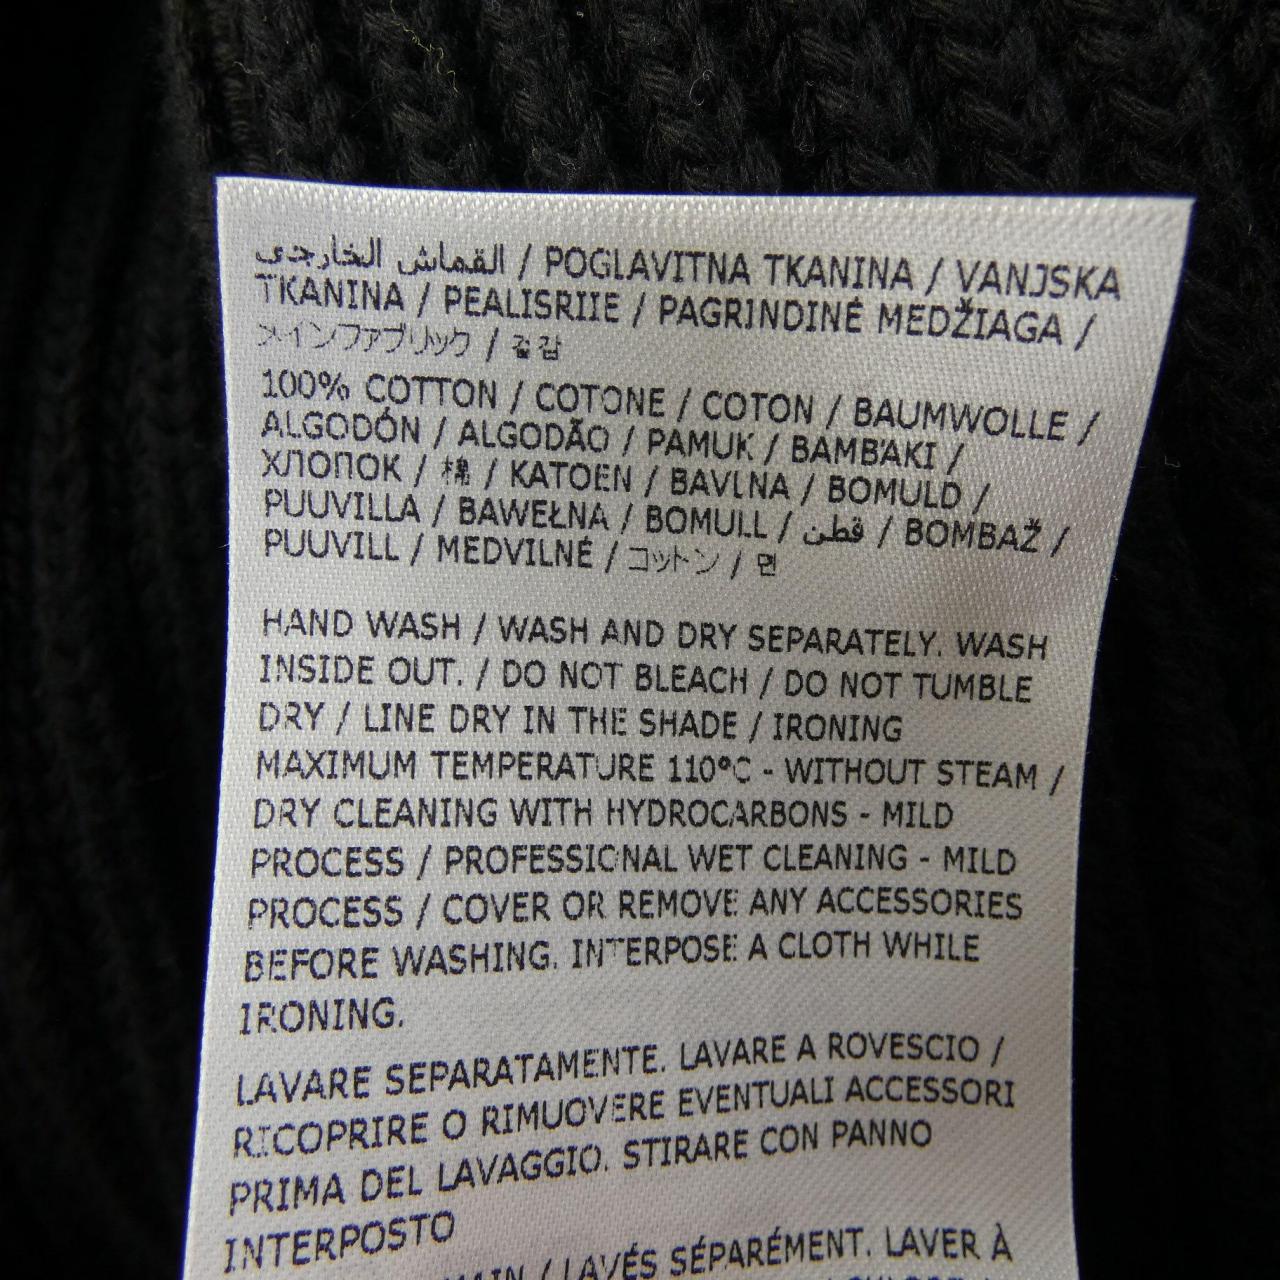 القماش الخارجي / POGLAVITNA TKANINA / VANJSKA
TKANINA / PEALISRIIE / PAGRINDINĖ MEDŽIAGA /
メインファブリック / 겉감
100% COTTON / COTONE / COTON / BAUMWOLLE /
ALGODÓN / ALGODÃO / PAMUK / BAMBAKI /
ХЛОПОК / 棉 / KATOEN / BAVLNA / BOMULD /
PUUVILLA / BAWEŁNA / BOMULL / قطن / BOMBAŽ /
PUUVILL / MEDVILNĖ / コットン / 면
HAND WASH / WASH AND DRY SEPARATELY. WASH
INSIDE OUT. / DO NOT BLEACH / DO NOT TUMBLE
DRY / LINE DRY IN THE SHADE / IRONING
MAXIMUM TEMPERATURE 110°C - WITHOUT STEAM /
DRY CLEANING WITH HYDROCARBONS - MILD
PROCESS / PROFESSIONAL WET CLEANING - MILD
PROCESS / COVER OR REMOVE ANY ACCESSORIES
BEFORE WASHING. INTERPOSE A CLOTH WHILE
IRONING.
LAVARE SEPARATAMENTE. LAVARE A ROVESCIO /
RICOPRIRE O RIMUOVERE EVENTUALI ACCESSORI
PRIMA DEL LAVAGGIO. STIRARE CON PANNO
INTERPOSTO
MAIN / LAVÉS SÉPARÉMENT. LAVER À